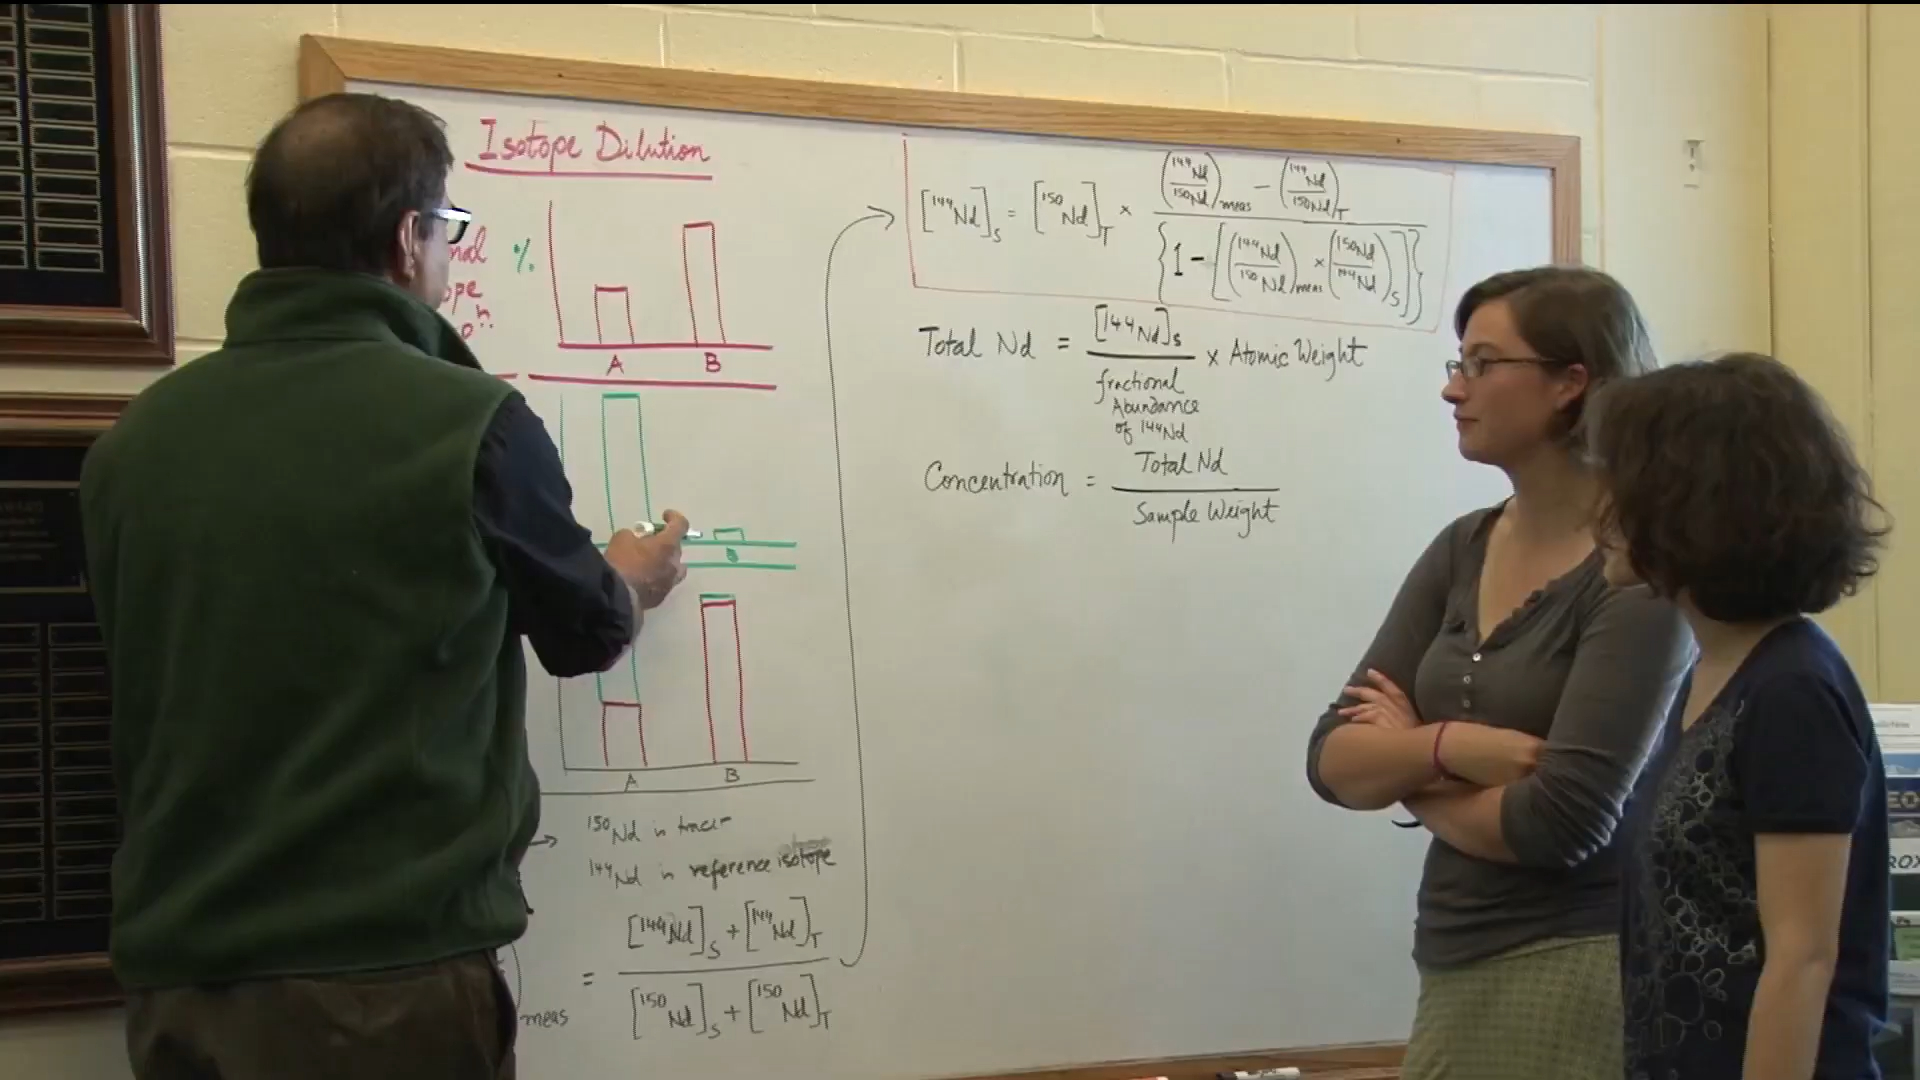 Isotope Dilution
%
A B
B
A B
→ ¹⁵⁰Nd is tracer
¹⁴⁴Nd is reference isotope
meas = ([¹⁴⁴Nd]S + [¹⁴⁴Nd]T) / ([¹⁵⁰Nd]S + [¹⁵⁰Nd]T)
[¹⁴⁴Nd]S = [¹⁵⁰Nd]T × ((¹⁴⁴Nd/¹⁵⁰Nd)meas − (¹⁴⁴Nd/¹⁵⁰Nd)T) / {1 - [(¹⁴⁴Nd/¹⁵⁰Nd)meas × (¹⁵⁰Nd/¹⁴⁴Nd)S]}
Total Nd = [¹⁴⁴Nd]S / × Atomic Weight
fractional
Abundance
of ¹⁴⁴Nd
Concentration = Total Nd /
Sample Weight